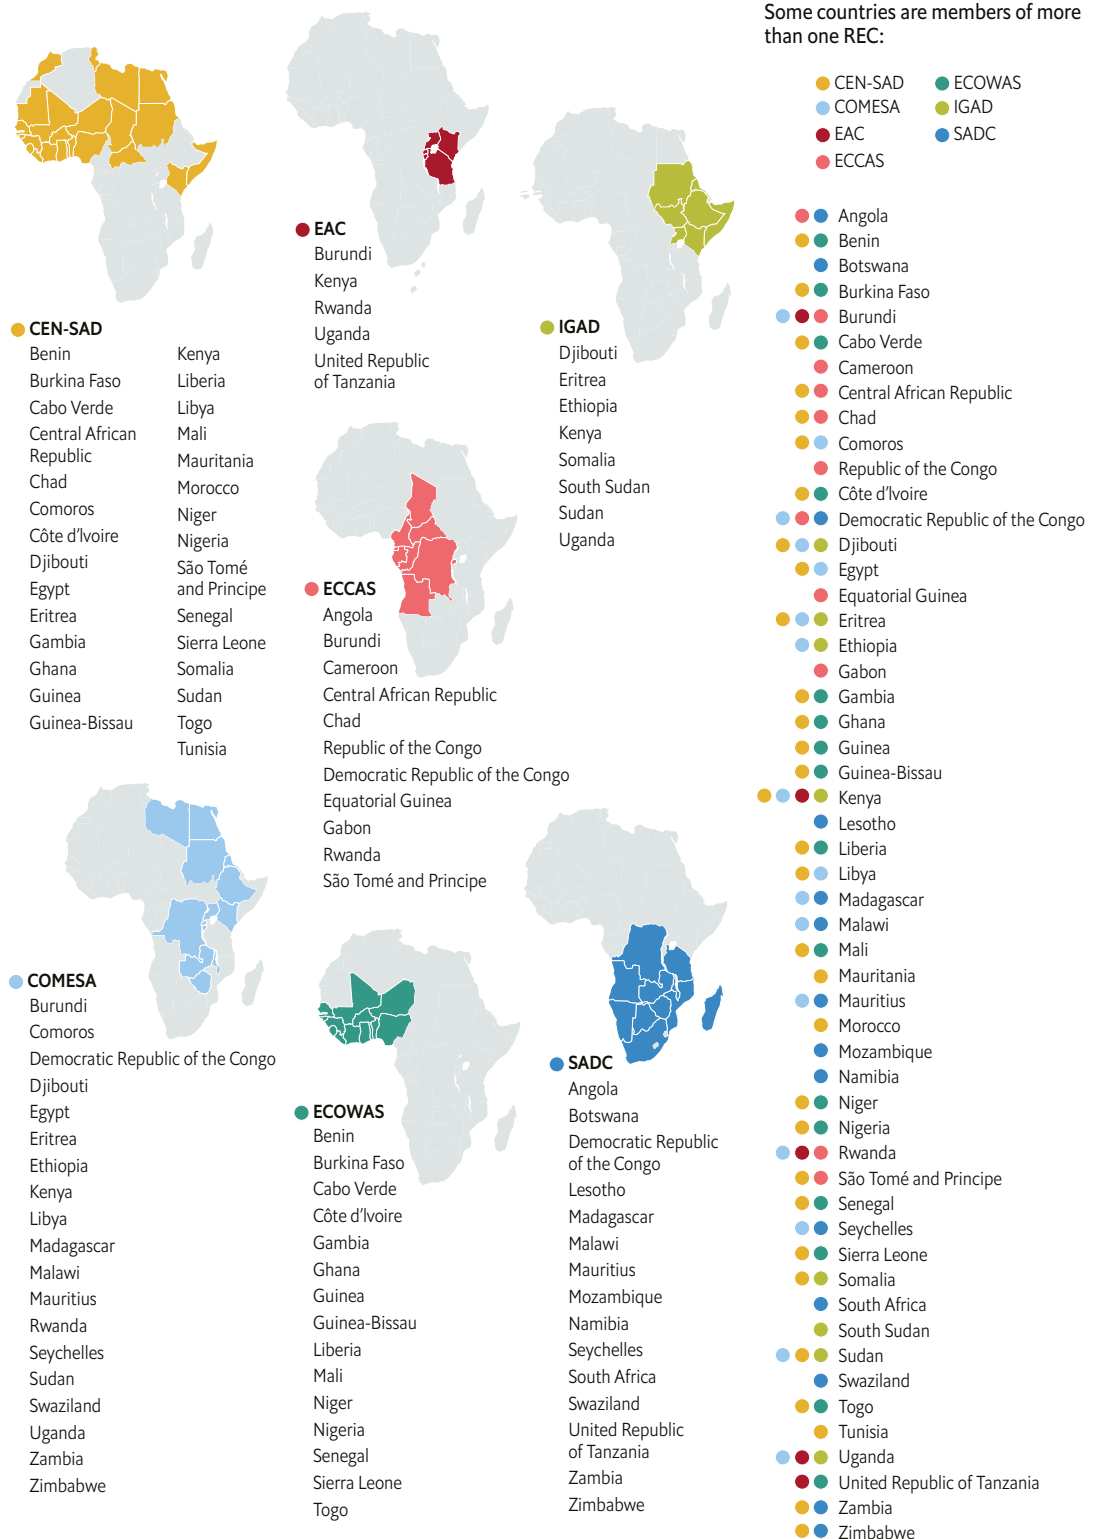 Some countries are members of more
than one REC:
CEN-SAD
COMESA
EAC
ECCAS
ECOWAS
IGAD
SADC
CEN-SAD
Benin
Burkina Faso
Cabo Verde
Central African
Republic
Chad
Comoros
Côte d'Ivoire
Djibouti
Egypt
Eritrea
Gambia
Ghana
Guinea
Guinea-Bissau
Kenya
Liberia
Libya
Mali
Mauritania
Morocco
Niger
Nigeria
São Tomé
and Principe
Senegal
Sierra Leone
Somalia
Sudan
Togo
Tunisia
EAC
Burundi
Kenya
Rwanda
Uganda
United Republic
of Tanzania
IGAD
Djibouti
Eritrea
Ethiopia
Kenya
Somalia
South Sudan
Sudan
Uganda
ECCAS
Angola
Burundi
Cameroon
Central African Republic
Chad
Republic of the Congo
Democratic Republic of the Congo
Equatorial Guinea
Gabon
Rwanda
São Tomé and Principe
COMESA
Burundi
Comoros
Democratic Republic of the Congo
Djibouti
Egypt
Eritrea
Ethiopia
Kenya
Libya
Madagascar
Malawi
Mauritius
Rwanda
Seychelles
Sudan
Swaziland
Uganda
Zambia
Zimbabwe
ECOWAS
Benin
Burkina Faso
Cabo Verde
Côte d'Ivoire
Gambia
Ghana
Guinea
Guinea-Bissau
Liberia
Mali
Niger
Nigeria
Senegal
Sierra Leone
Togo
SADC
Angola
Botswana
Democratic Republic
of the Congo
Lesotho
Madagascar
Malawi
Mauritius
Mozambique
Namibia
Seychelles
South Africa
Swaziland
United Republic
of Tanzania
Zambia
Zimbabwe
Angola
Benin
Botswana
Burkina Faso
Burundi
Cabo Verde
Cameroon
Central African Republic
Chad
Comoros
Republic of the Congo
Côte d'Ivoire
Democratic Republic of the Congo
Djibouti
Egypt
Equatorial Guinea
Eritrea
Ethiopia
Gabon
Gambia
Ghana
Guinea
Guinea-Bissau
Kenya
Lesotho
Liberia
Libya
Madagascar
Malawi
Mali
Mauritania
Mauritius
Morocco
Mozambique
Namibia
Niger
Nigeria
Rwanda
São Tomé and Principe
Senegal
Seychelles
Sierra Leone
Somalia
South Africa
South Sudan
Sudan
Swaziland
Togo
Tunisia
Uganda
United Republic of Tanzania
Zambia
Zimbabwe